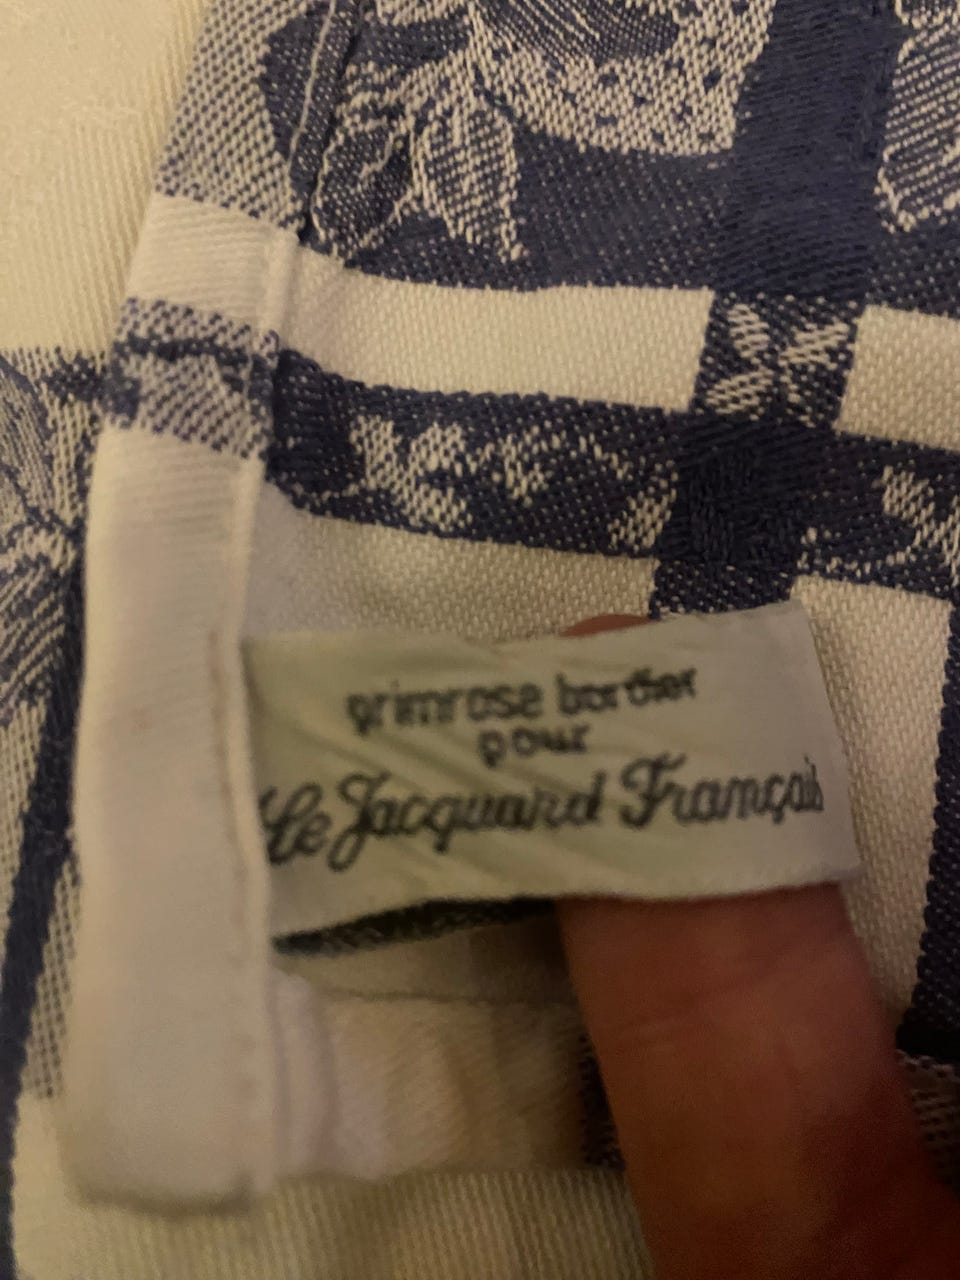 primrose bordier
pour
Le Jacquard Français